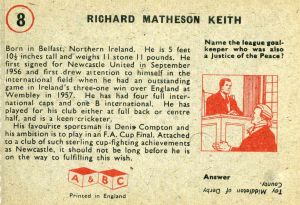 8
RICHARD MATHESON KEITH
Born in Belfast, Northern Ireland. He is 5 feet
10½ inches tall and weighs 11 stone 11 pounds. He
first signed for Newcastle United in September
1956 and first drew attention to himself in the
international field when he had an outstanding
game in Ireland's three-one win over England at
Wembley in 1957. He has had four full inter-
national caps and one B international. He has
played for his club either at full back or centre
half, and is a keen cricketer.
His favourite sportsman is Denis Compton and
his ambition is to play in an F.A. Cup Final. Attached
to a club of such sterling cup-fighting achievements
as Newcastle, it should not be long before he is
on the way to fulfilling this wish.
A & B C
Printed in England
Name the league goal-
keeper who was also
a Justice of the Peace?
Answer
Ray Middleton of Derby
County.